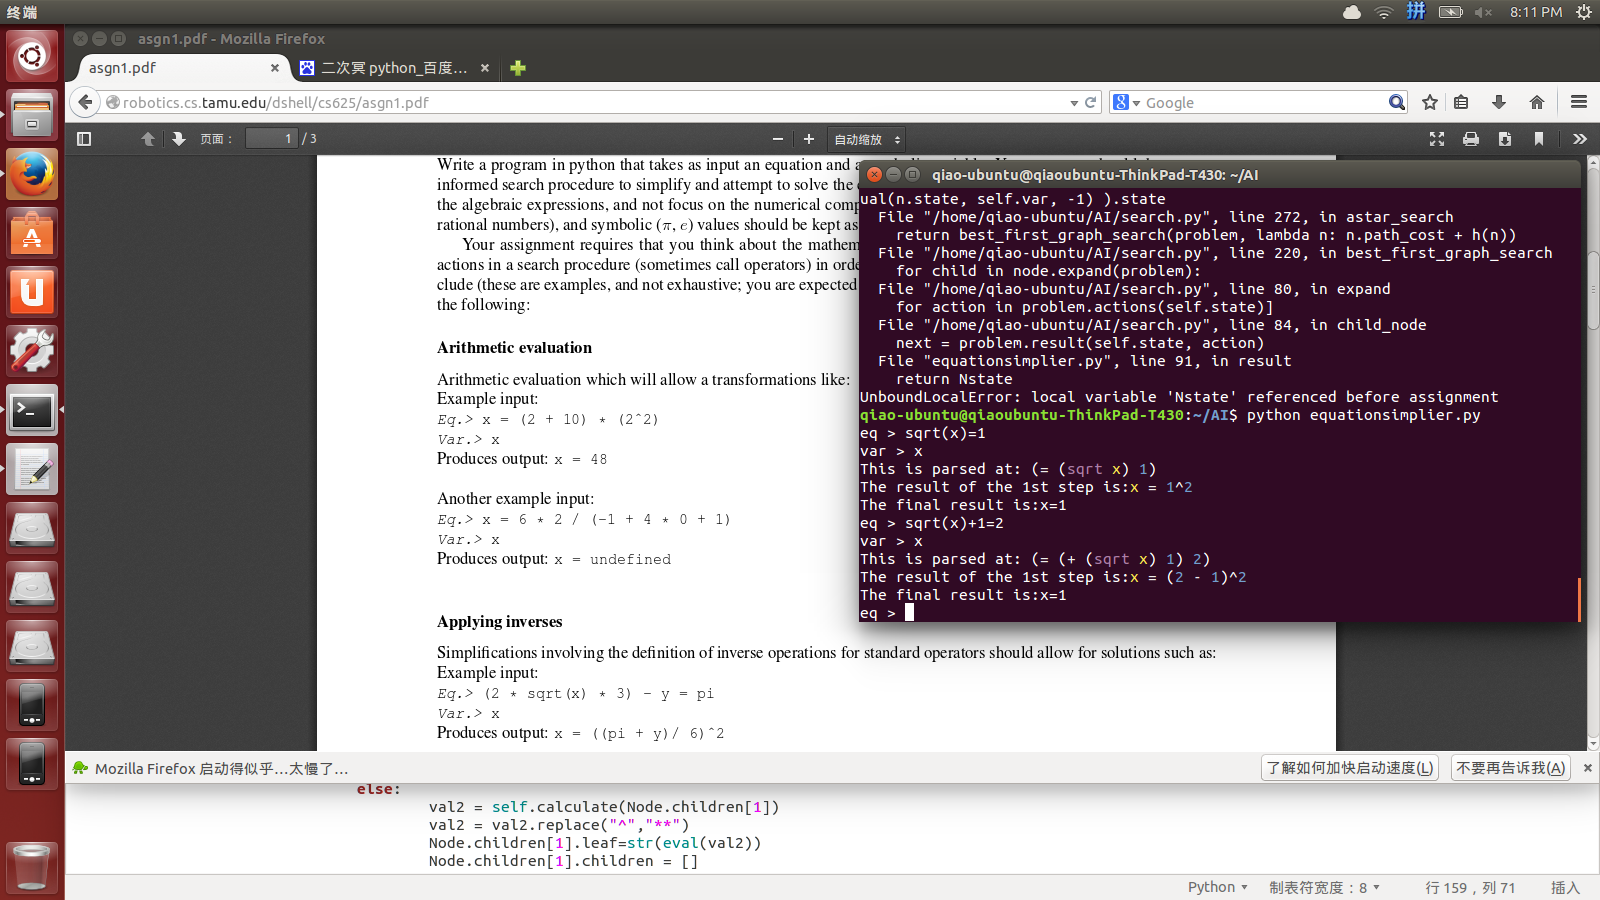 终端
拼
8:11 PM
asgn1.pdf - Mozilla Firefox
asgn1.pdf
二次冥 python_百度...
robotics.cs.tamu.edu/dshell/cs625/asgn1.pdf
Google
页面：
1 / 3
自动缩放
Write a program in python that takes as input an equation and a
informed search procedure to simplify and attempt to solve the
the algebraic expressions, and not focus on the numerical comp
rational numbers), and symbolic (π, e) values should be kept as
Your assignment requires that you think about the mathem
actions in a search procedure (sometimes call operators) in orde
clude (these are examples, and not exhaustive; you are expected
the following:
Arithmetic evaluation
Arithmetic evaluation which will allow a transformations like:
Example input:
Eq.> x = (2 + 10) * (2^2)
Var.> x
Produces output: x = 48
Another example input:
Eq.> x = 6 * 2 / (-1 + 4 * 0 + 1)
Var.> x
Produces output: x = undefined
Applying inverses
Simplifications involving the definition of inverse operations for standard operators should allow for solutions such as:
Example input:
Eq.> (2 * sqrt(x) * 3) - y = pi
Var.> x
Produces output: x = ((pi + y)/ 6)^2
qiao-ubuntu@qiaoubuntu-ThinkPad-T430: ~/AI
ual(n.state, self.var, -1) ).state
File "/home/qiao-ubuntu/AI/search.py", line 272, in astar_search
return best_first_graph_search(problem, lambda n: n.path_cost + h(n))
File "/home/qiao-ubuntu/AI/search.py", line 220, in best_first_graph_search
for child in node.expand(problem):
File "/home/qiao-ubuntu/AI/search.py", line 80, in expand
for action in problem.actions(self.state)]
File "/home/qiao-ubuntu/AI/search.py", line 84, in child_node
next = problem.result(self.state, action)
File "equationsimplier.py", line 91, in result
return Nstate
UnboundLocalError: local variable 'Nstate' referenced before assignment
qiao-ubuntu@qiaoubuntu-ThinkPad-T430:~/AI$ python equationsimplier.py
eq > sqrt(x)=1
var > x
This is parsed at: (= (sqrt x) 1)
The result of the 1st step is:x = 1^2
The final result is:x=1
eq > sqrt(x)+1=2
var > x
This is parsed at: (= (+ (sqrt x) 1) 2)
The result of the 1st step is:x = (2 - 1)^2
The final result is:x=1
eq >
Mozilla Firefox 启动得似乎...太慢了...
了解如何加快启动速度(L)
不要再告诉我(A)
else:
val2 = self.calculate(Node.children[1])
val2 = val2.replace("^","**")
Node.children[1].leaf=str(eval(val2))
Node.children[1].children = []
Python
制表符宽度：8
行 159，列 71
插入